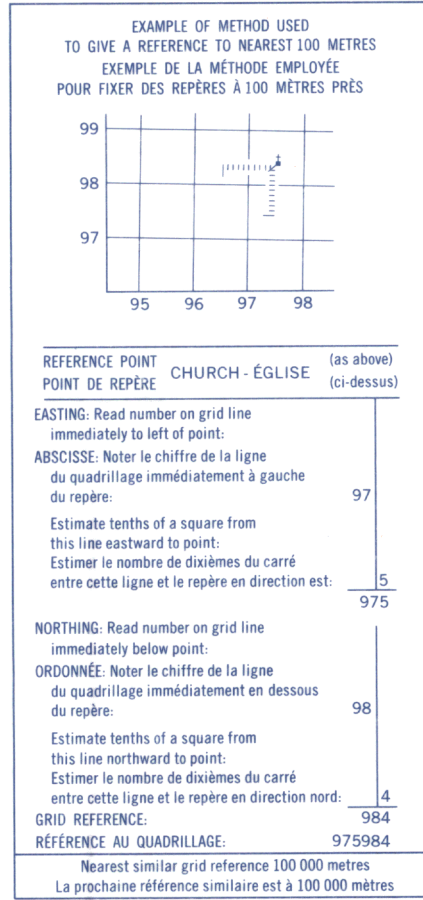 EXAMPLE OF METHOD USED
TO GIVE A REFERENCE TO NEAREST 100 METRES
EXEMPLE DE LA MÉTHODE EMPLOYÉE
POUR FIXER DES REPÈRES À 100 MÈTRES PRÈS
99
98
97
95 96 97 98
REFERENCE POINT
POINT DE REPÈRE
CHURCH - ÉGLISE
(as above)
(ci-dessus)
EASTING: Read number on grid line
immediately to left of point:
ABSCISSE: Noter le chiffre de la ligne
du quadrillage immédiatement à gauche
du repère: 97
Estimate tenths of a square from
this line eastward to point:
Estimer le nombre de dixièmes du carré
entre cette ligne et le repère en direction est: 5
975
NORTHING: Read number on grid line
immediately below point:
ORDONNÉE: Noter le chiffre de la ligne
du quadrillage immédiatement en dessous
du repère: 98
Estimate tenths of a square from
this line northward to point:
Estimer le nombre de dixièmes du carré
entre cette ligne et le repère en direction nord: 4
GRID REFERENCE: 984
RÉFÉRENCE AU QUADRILLAGE: 975984
Nearest similar grid reference 100 000 metres
La prochaine référence similaire est à 100 000 mètres